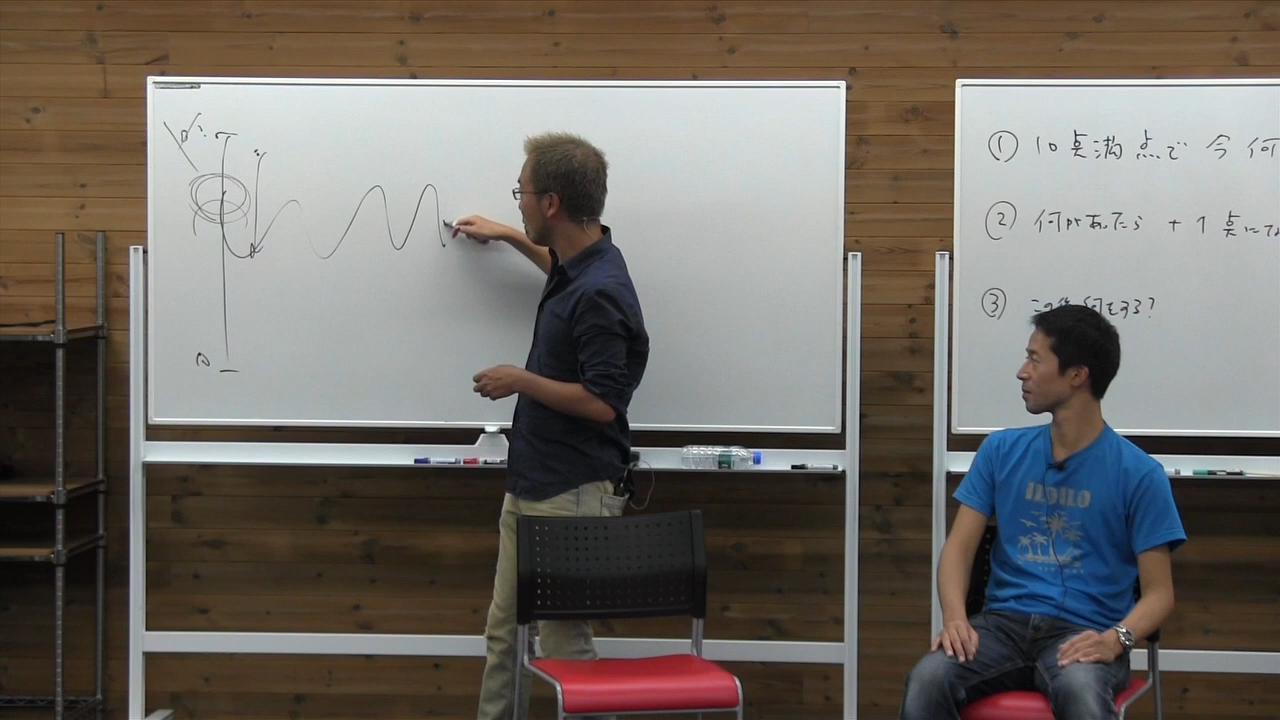 ① 10点満点で 今 何
② 何があったら +1点に
③ この後何をする?
ILOILO